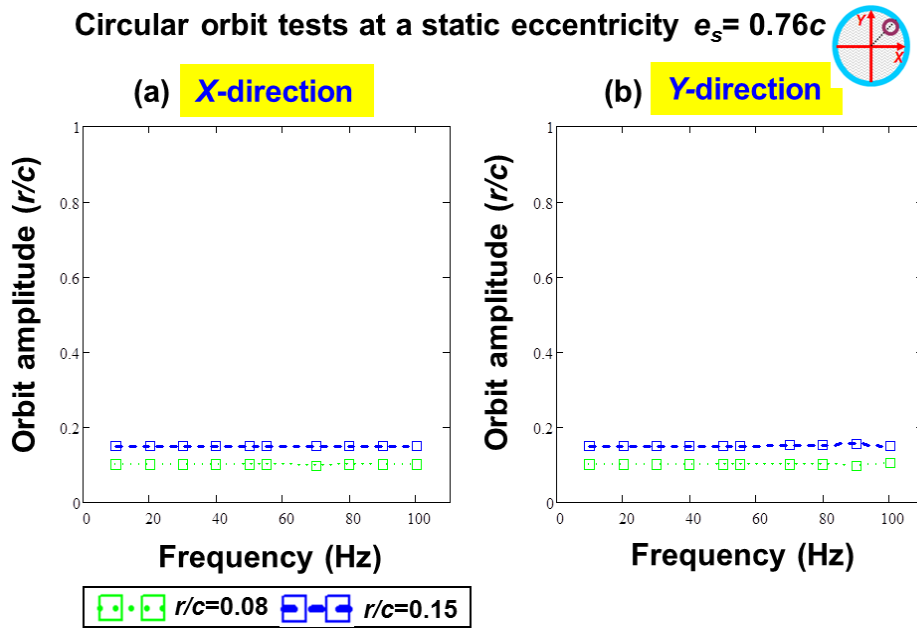 Circular orbit tests at a static eccentricity es= 0.76c
Y
X
(a) X-direction
(b) Y-direction
Orbit amplitude (r/c)
1
0.8
0.6
0.4
0.2
0
0 20 40 60 80 100
Frequency (Hz)
Orbit amplitude (r/c)
1
0.8
0.6
0.4
0.2
0
0 20 40 60 80 100
Frequency (Hz)
r/c=0.08 r/c=0.15